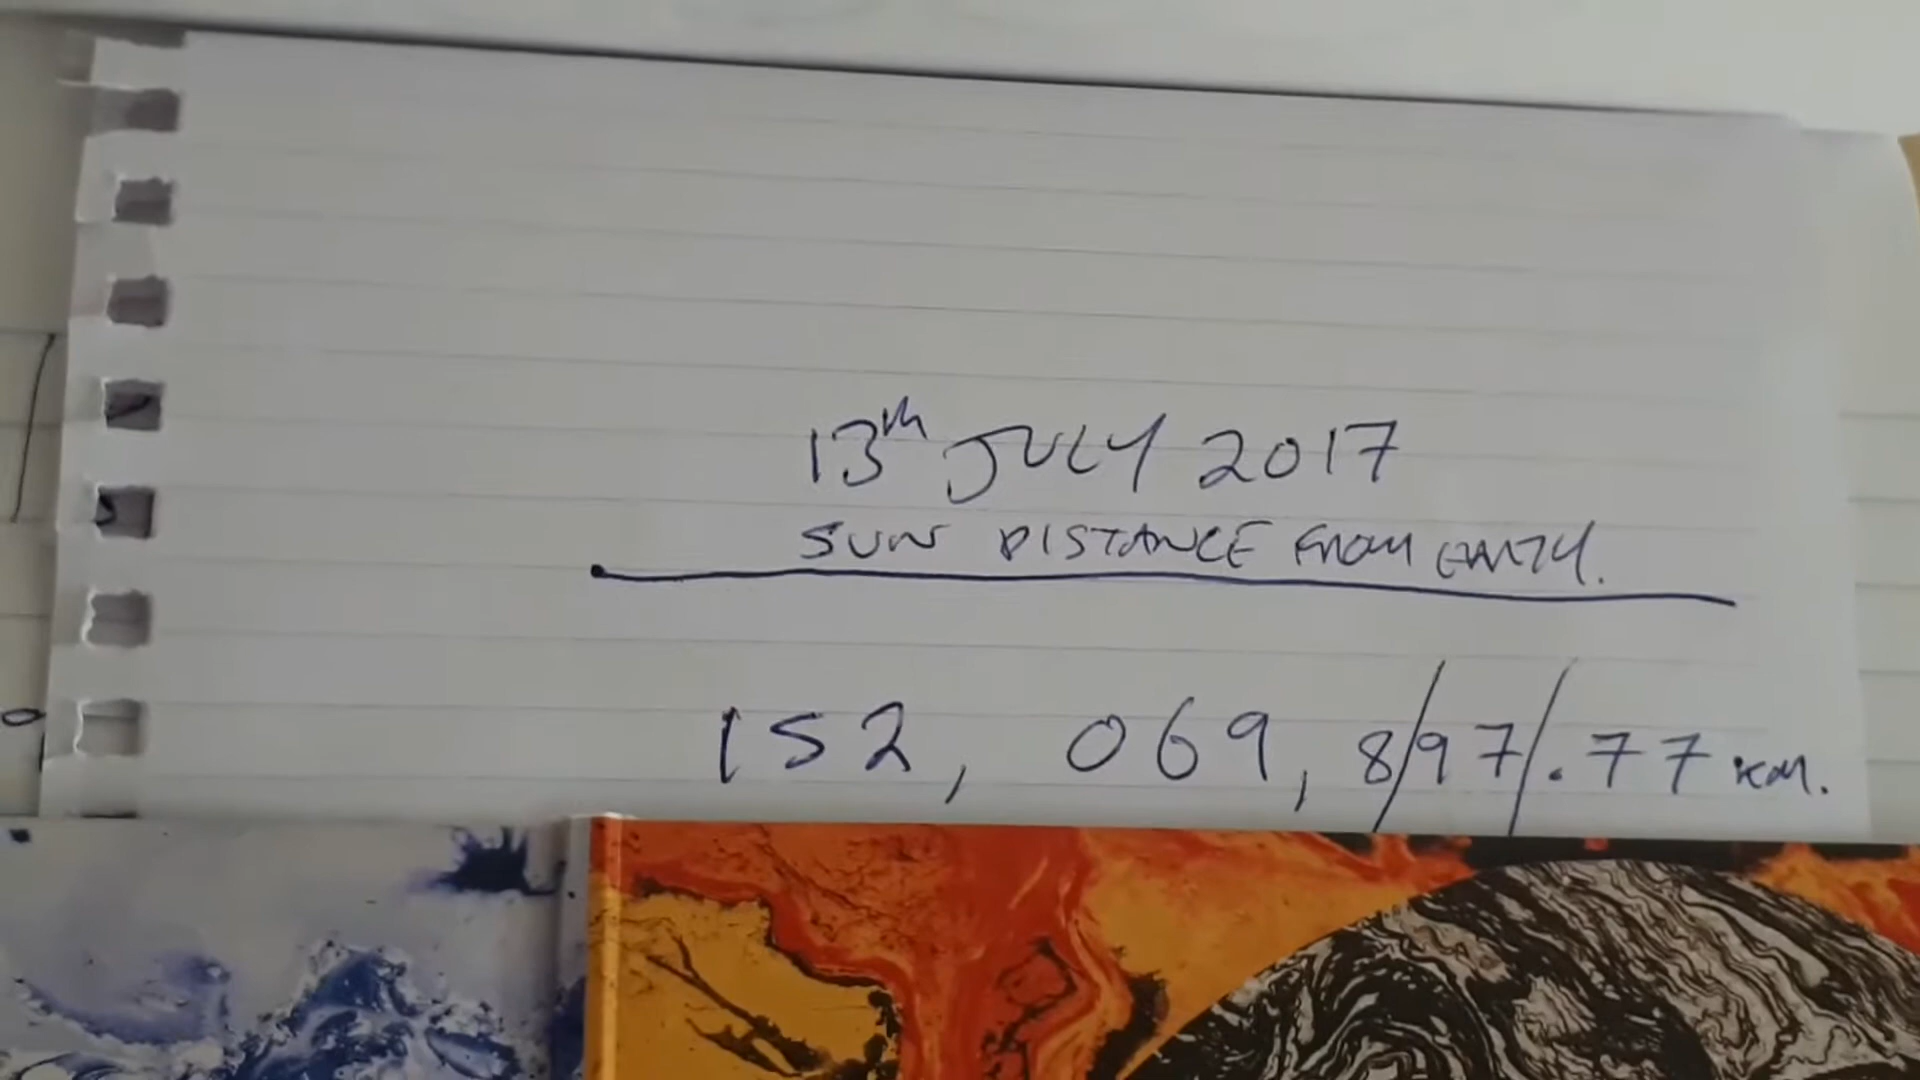 13th JULY 2017
SUN DISTANCE FROM EARTH.
152, 069, 8/97/.77 KM.